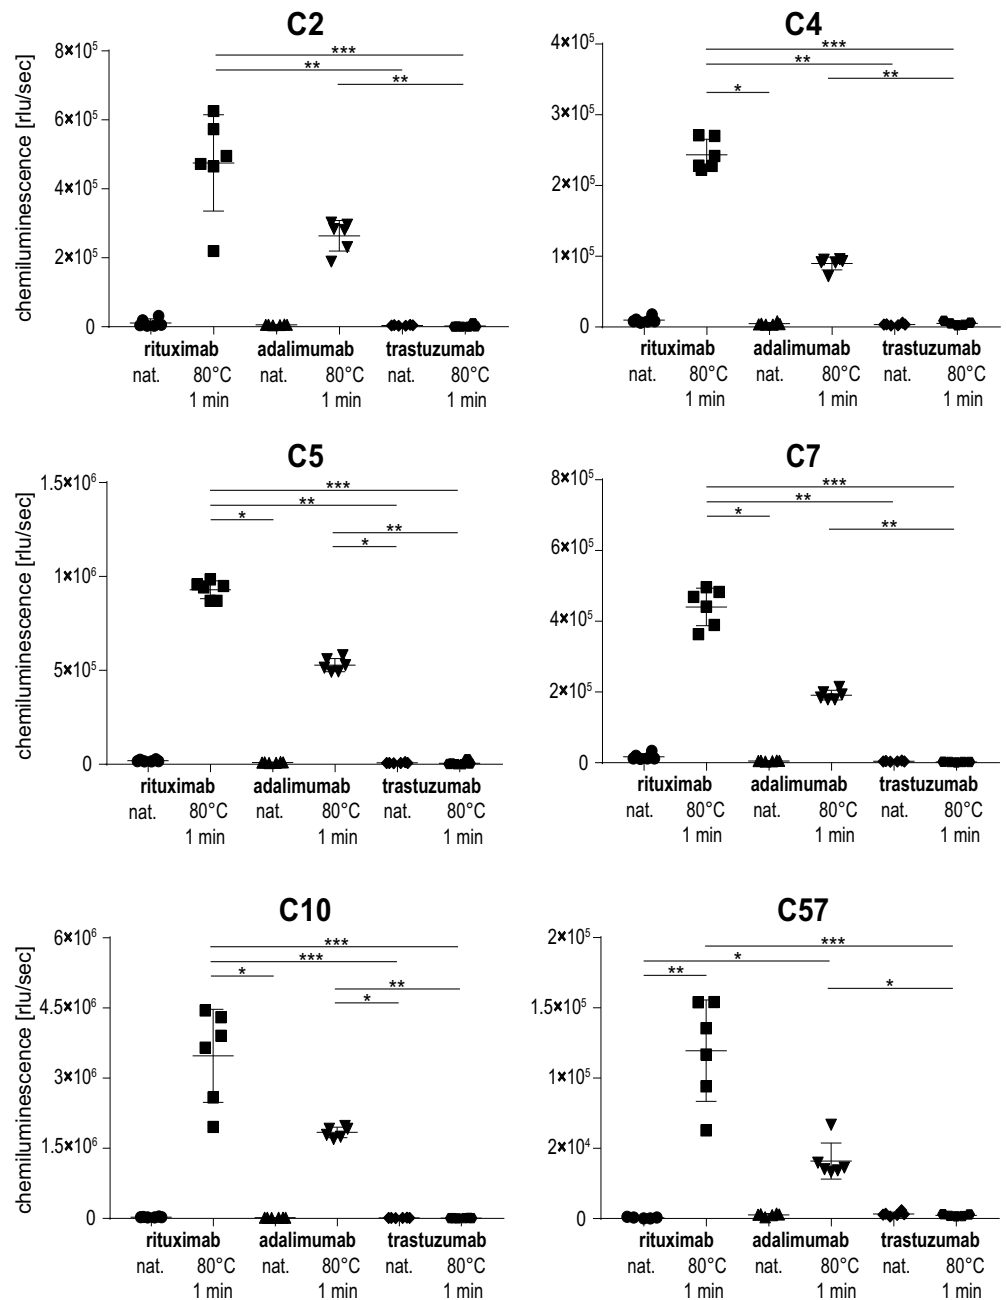 C2
chemiluminescence [rlu/sec]
8×10⁵
6×10⁵
4×10⁵
2×10⁵
0
***
**
**
rituximab adalimumab trastuzumab
nat. 80°C nat. 80°C nat. 80°C
1 min 1 min 1 min
C4
4×10⁵
3×10⁵
2×10⁵
1×10⁵
0
***
**
**
*
rituximab adalimumab trastuzumab
nat. 80°C nat. 80°C nat. 80°C
1 min 1 min 1 min
C5
chemiluminescence [rlu/sec]
1.5×10⁶
1×10⁶
5×10⁵
0
***
**
*
**
*
rituximab adalimumab trastuzumab
nat. 80°C nat. 80°C nat. 80°C
1 min 1 min 1 min
C7
8×10⁵
6×10⁵
4×10⁵
2×10⁵
0
***
**
*
**
rituximab adalimumab trastuzumab
nat. 80°C nat. 80°C nat. 80°C
1 min 1 min 1 min
C10
chemiluminescence [rlu/sec]
6×10⁶
4.5×10⁶
3×10⁶
1.5×10⁶
0
***
***
*
**
*
rituximab adalimumab trastuzumab
nat. 80°C nat. 80°C nat. 80°C
1 min 1 min 1 min
C57
2×10⁵
1.5×10⁵
1×10⁵
2×10⁴
0
***
*
**
*
rituximab adalimumab trastuzumab
nat. 80°C nat. 80°C nat. 80°C
1 min 1 min 1 min